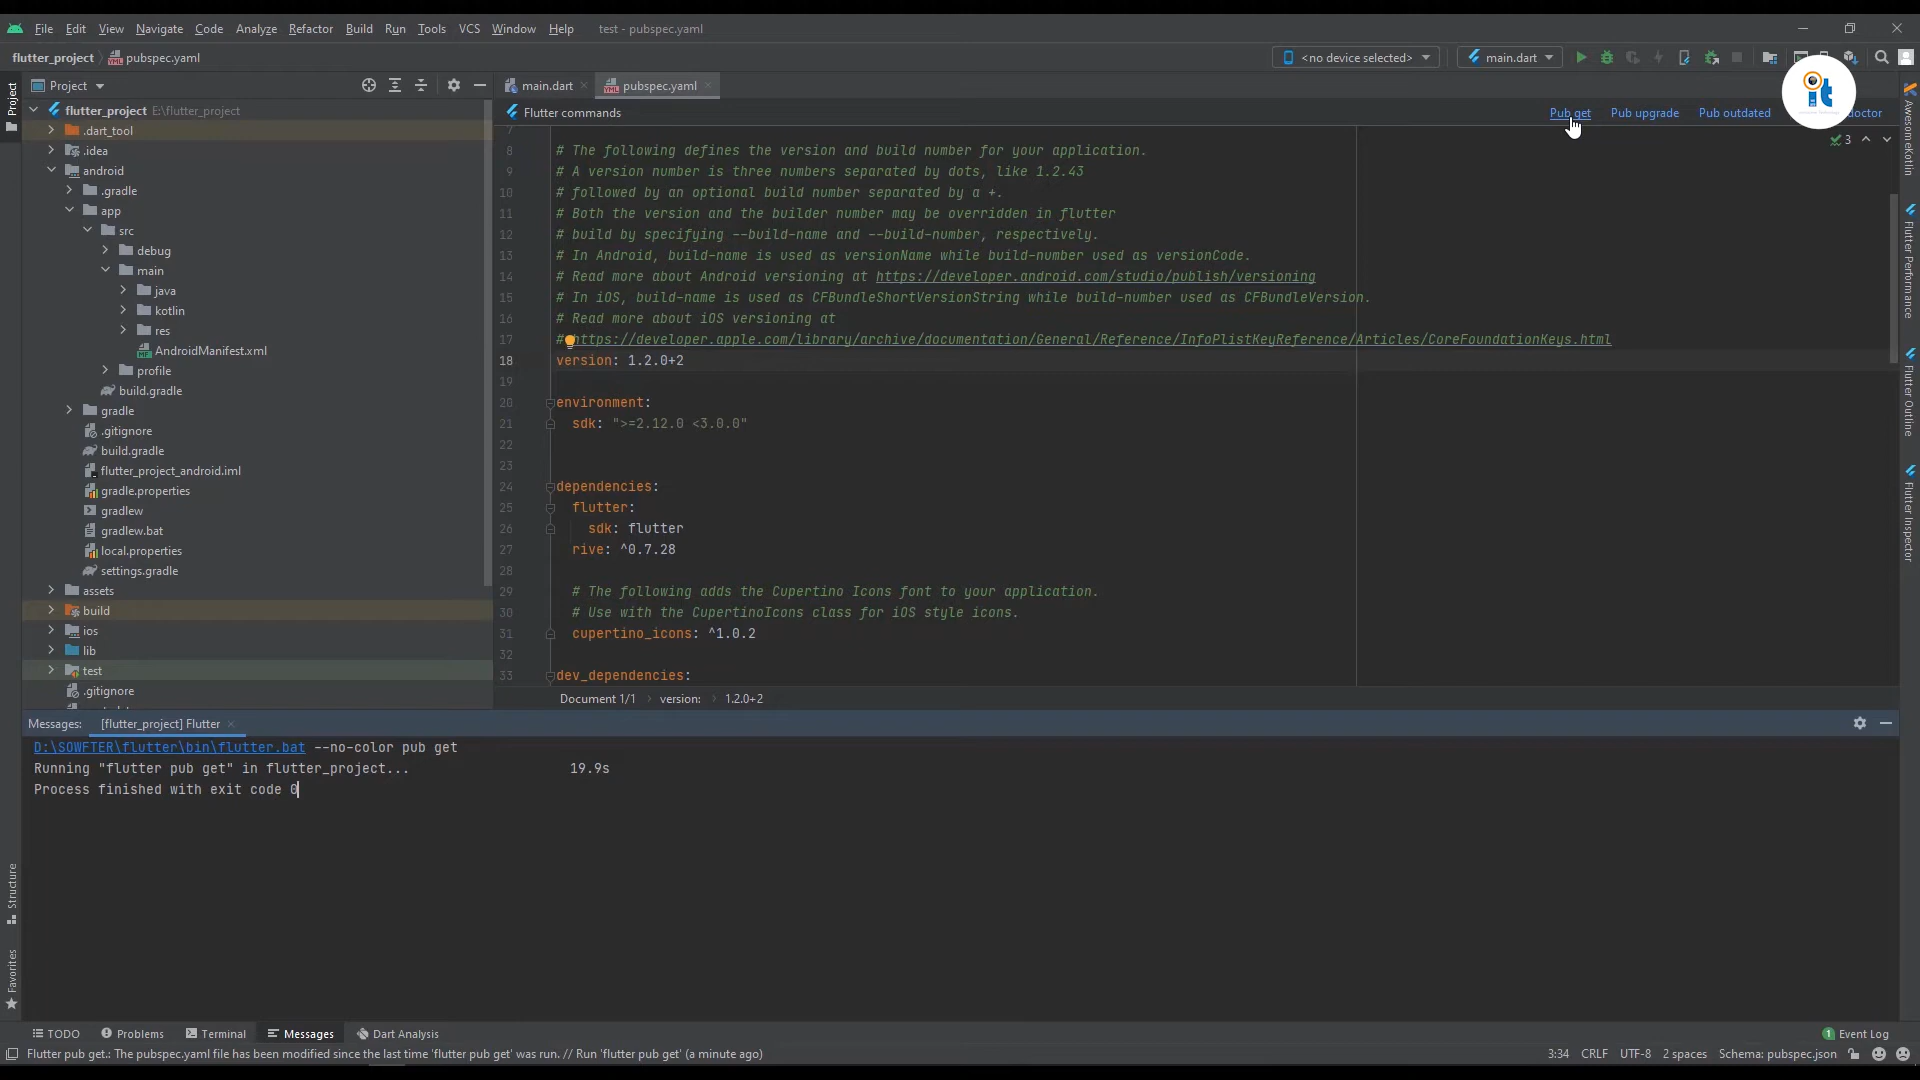 File Edit View Navigate Code Analyze Refactor Build Run Tools VCS Window Help test - pubspec.yaml
flutter_project pubspec.yaml <no device selected> main.dart
Project main.dart pubspec.yaml
Flutter commands Pub get Pub upgrade Pub outdated doctor
it
3
flutter_project E:\flutter_project
.dart_tool
.idea
android
.gradle
app
src
debug
main
java
kotlin
res
AndroidManifest.xml
profile
build.gradle
gradle
.gitignore
build.gradle
flutter_project_android.iml
gradle.properties
gradlew
gradlew.bat
local.properties
settings.gradle
assets
build
ios
lib
test
.gitignore
7
8 # The following defines the version and build number for your application.
9 # A version number is three numbers separated by dots, like 1.2.43
10 # followed by an optional build number separated by a +.
11 # Both the version and the builder number may be overridden in flutter
12 # build by specifying --build-name and --build-number, respectively.
13 # In Android, build-name is used as versionName while build-number used as versionCode.
14 # Read more about Android versioning at https://developer.android.com/studio/publish/versioning
15 # In iOS, build-name is used as CFBundleShortVersionString while build-number used as CFBundleVersion.
16 # Read more about iOS versioning at
17 # https://developer.apple.com/library/archive/documentation/General/Reference/InfoPlistKeyReference/Articles/CoreFoundationKeys.html
18 version: 1.2.0+2
19
20 environment:
21 sdk: ">=2.12.0 <3.0.0"
22
23
24 dependencies:
25 flutter:
26 sdk: flutter
27 rive: ^0.7.28
28
29 # The following adds the Cupertino Icons font to your application.
30 # Use with the CupertinoIcons class for iOS style icons.
31 cupertino_icons: ^1.0.2
32
33 dev_dependencies:
Document 1/1 version: 1.2.0+2
Project
Structure
Favorites
AwesomeKotlin
Flutter Performance
Flutter Outline
Flutter Inspector
Messages: [flutter_project] Flutter
D:\SOWFTER\flutter\bin\flutter.bat --no-color pub get
Running "flutter pub get" in flutter_project... 19.9s
Process finished with exit code 0
TODO Problems Terminal Messages Dart Analysis 1 Event Log
Flutter pub get.: The pubspec.yaml file has been modified since the last time 'flutter pub get' was run. // Run 'flutter pub get' (a minute ago) 3:34 CRLF UTF-8 2 spaces Schema: pubspec.json